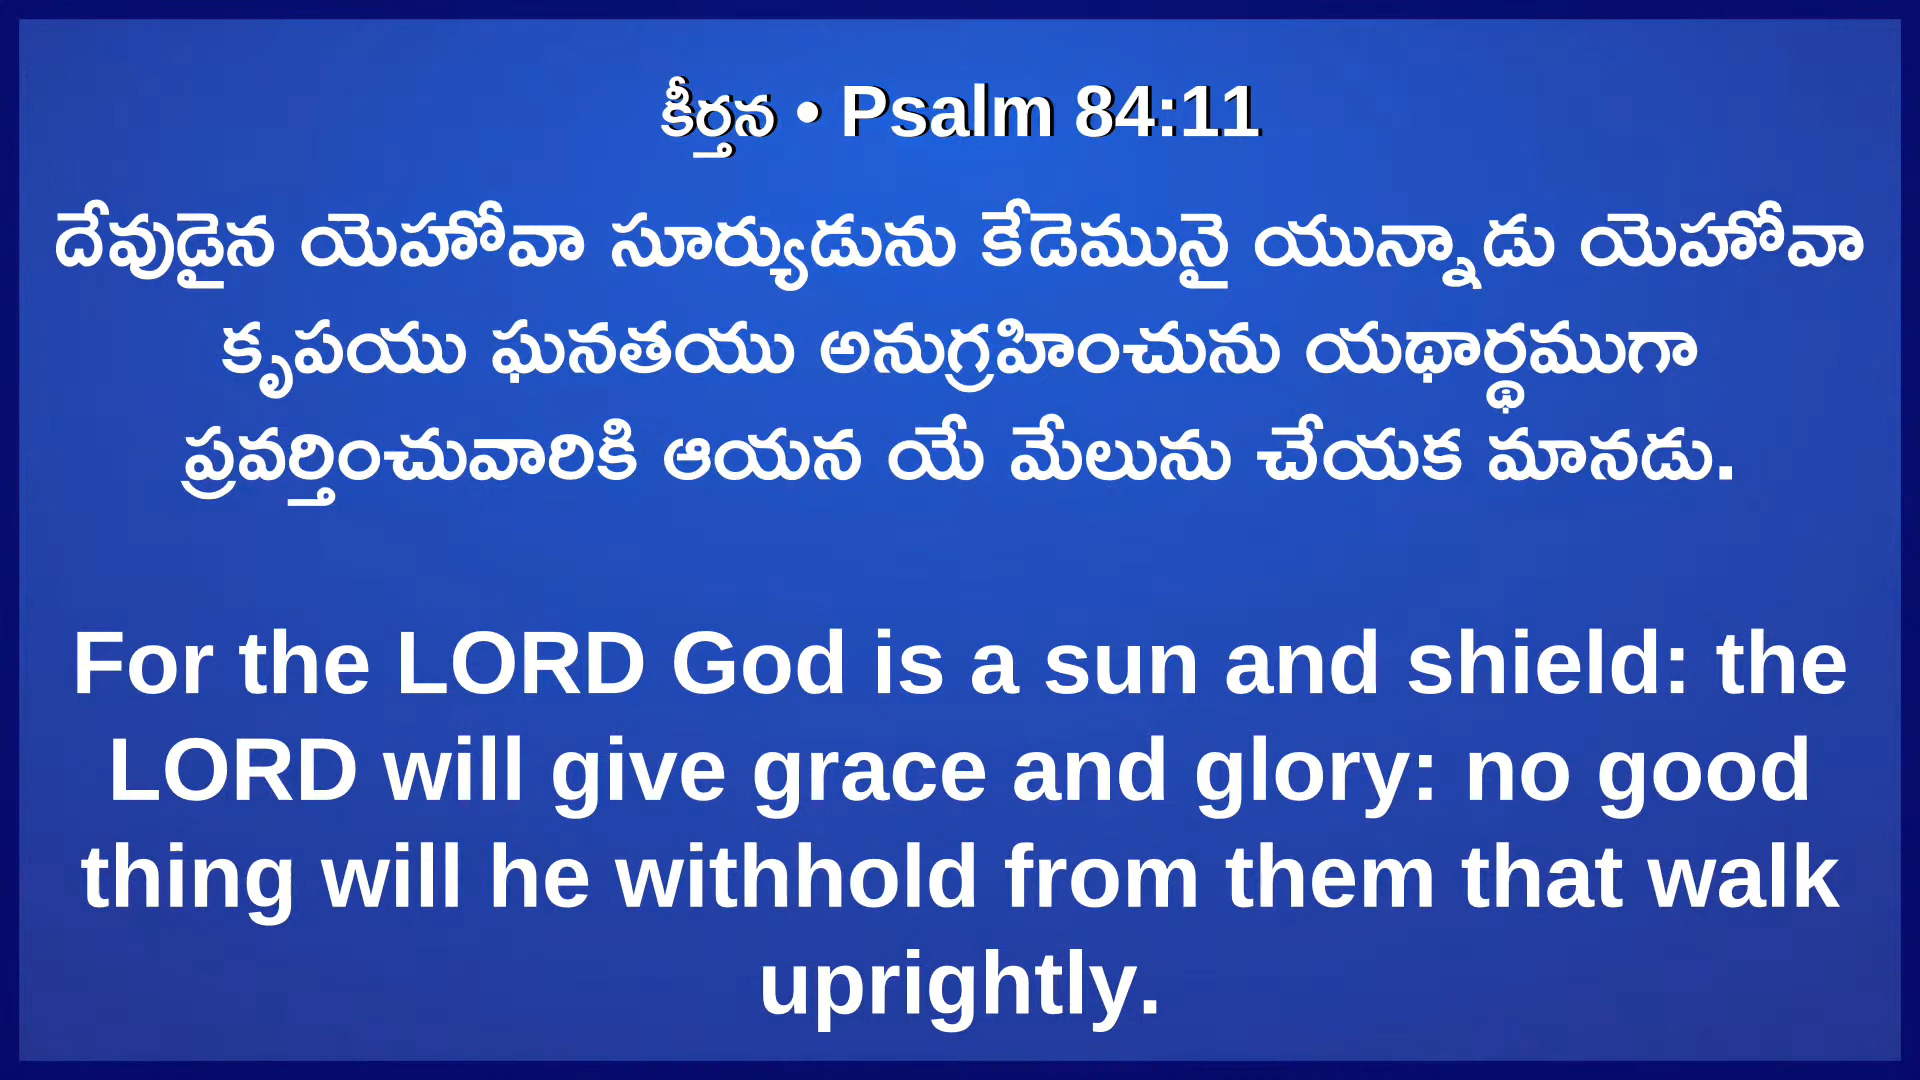 కీర్తన • Psalm 84:11
దేవుడైన యెహోవా సూర్యుడును కేడెమునై యున్నాడు యెహోవా
కృపయు ఘనతయు అనుగ్రహించును యథార్థముగా
ప్రవర్తించువారికి ఆయన యే మేలును చేయక మానడు.
For the LORD God is a sun and shield: the
LORD will give grace and glory: no good
thing will he withhold from them that walk
uprightly.